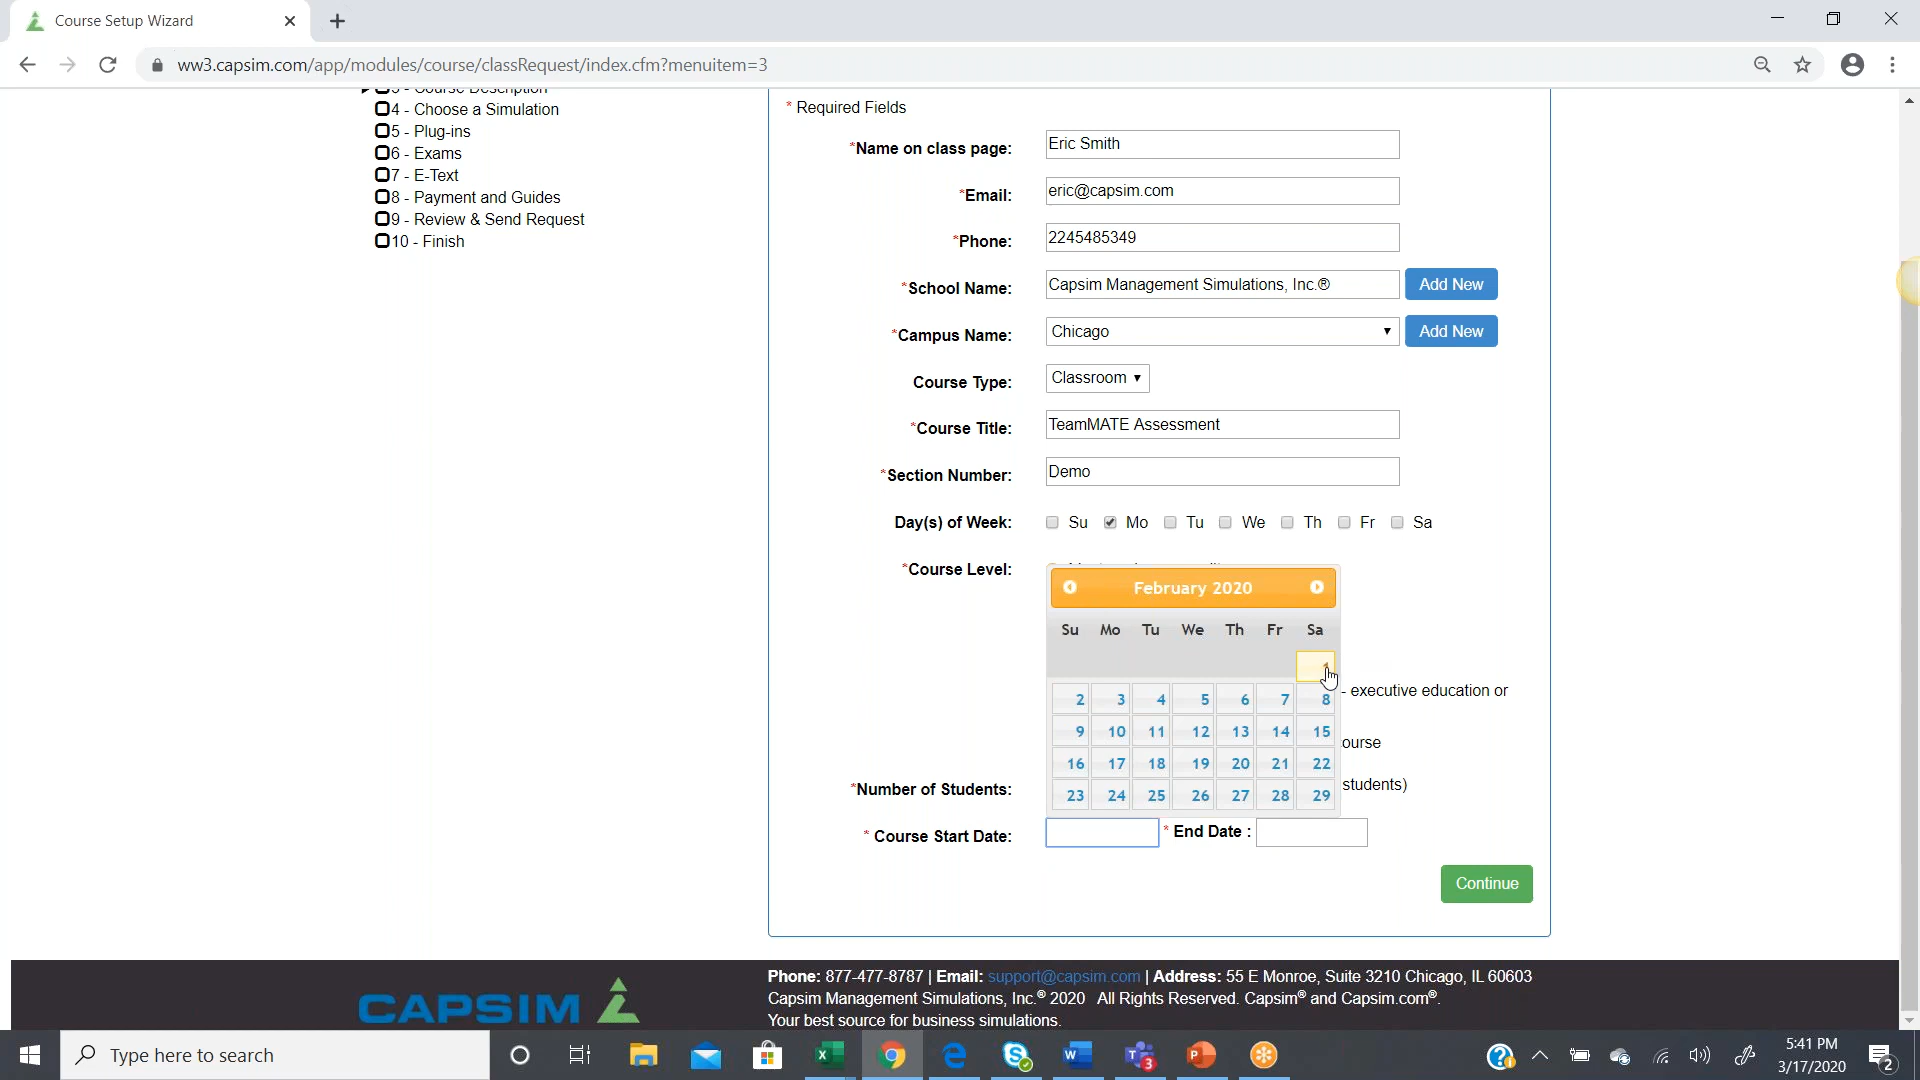 Course Setup Wizard
ww3.capsim.com/app/modules/course/classRequest/index.cfm?menuitem=3
3 - Course Description
4 - Choose a Simulation
5 - Plug-ins
6 - Exams
7 - E-Text
8 - Payment and Guides
9 - Review & Send Request
10 - Finish
* Required Fields
*Name on class page: Eric Smith
*Email: eric@capsim.com
*Phone: 2245485349
*School Name: Capsim Management Simulations, Inc.® Add New
*Campus Name: Chicago Add New
Course Type: Classroom
*Course Title: TeamMATE Assessment
*Section Number: Demo
Day(s) of Week: Su Mo Tu We Th Fr Sa
*Course Level:
February 2020
Su Mo Tu We Th Fr Sa
2 3 4 5 6 7 8
9 10 11 12 13 14 15
16 17 18 19 20 21 22
23 24 25 26 27 28 29
- executive education or
ourse
*Number of Students: students)
* Course Start Date: * End Date :
Continue
CAPSIM
Phone: 877-477-8787 | Email: support@capsim.com | Address: 55 E Monroe, Suite 3210 Chicago, IL 60603
Capsim Management Simulations, Inc.® 2020 All Rights Reserved. Capsim® and Capsim.com®.
Your best source for business simulations.
Type here to search
3
5:41 PM
3/17/2020
2